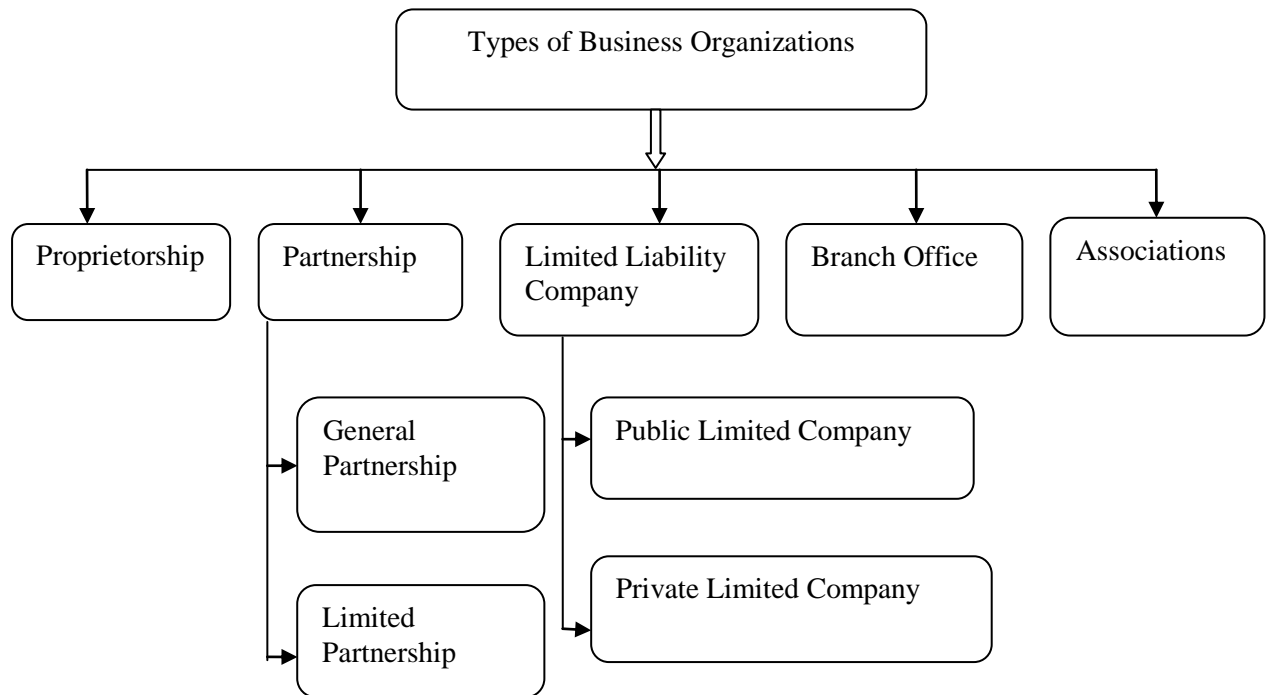 Types of Business Organizations
Proprietorship
Partnership
Limited Liability
Company
Branch Office
Associations
General
Partnership
Public Limited Company
Limited
Partnership
Private Limited Company